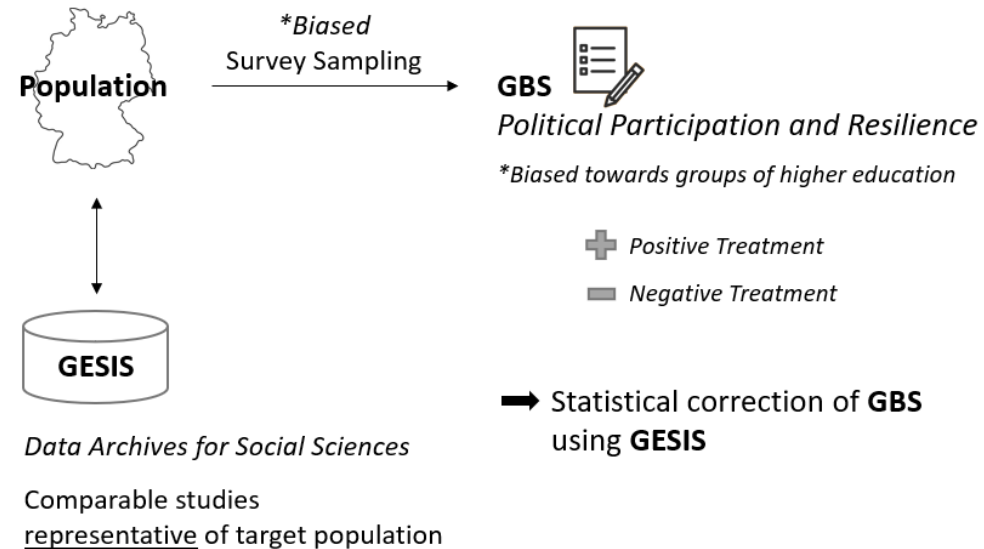 *Biased
Survey Sampling
Population
GBS
Political Participation and Resilience
*Biased towards groups of higher education
Positive Treatment
Negative Treatment
GESIS
Data Archives for Social Sciences
Comparable studies
representative of target population
Statistical correction of GBS
using GESIS